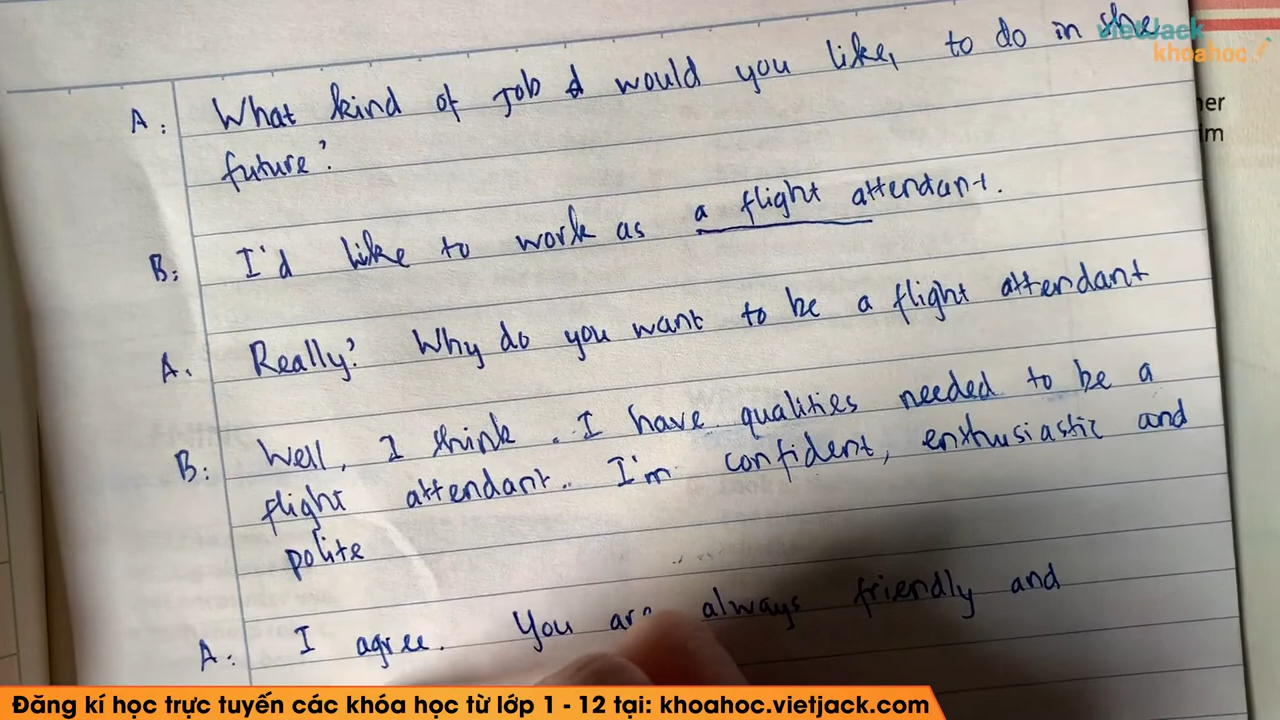 vietJack
khoahoc
A: What kind of Job would you like to do in the
future?
B: I'd like to work as a flight attendant.
A. Really? Why do you want to be a flight attendant
B: Well, I think. I have qualities needed to be a
flight attendant. I'm confident, enthusiastic and
polite
A: I agree. You are always friendly and
her
im
Đăng kí học trực tuyến các khóa học từ lớp 1 - 12 tại: khoahoc.vietjack.com